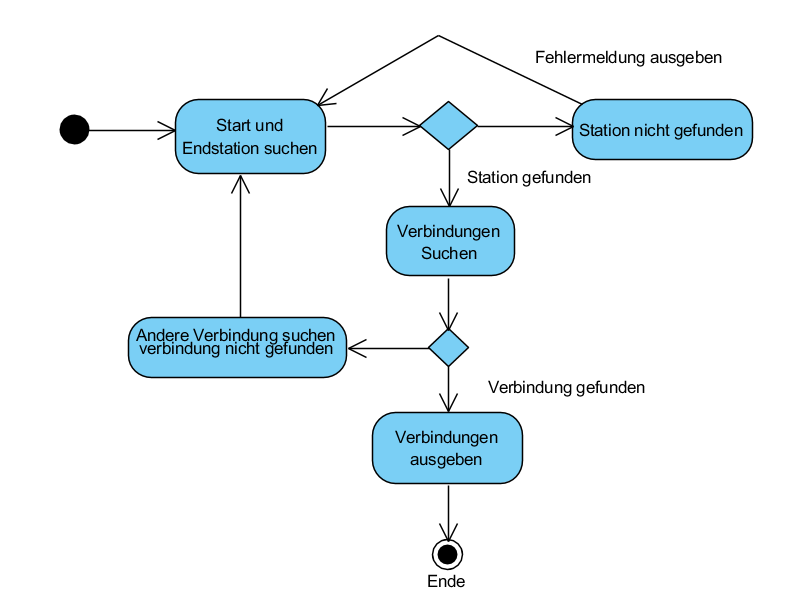 Fehlermeldung ausgeben
Start und
Endstation suchen
Station nicht gefunden
Station gefunden
Verbindungen
Suchen
Andere Verbindung suchen
verbindung nicht gefunden
Verbindung gefunden
Verbindungen
ausgeben
Ende